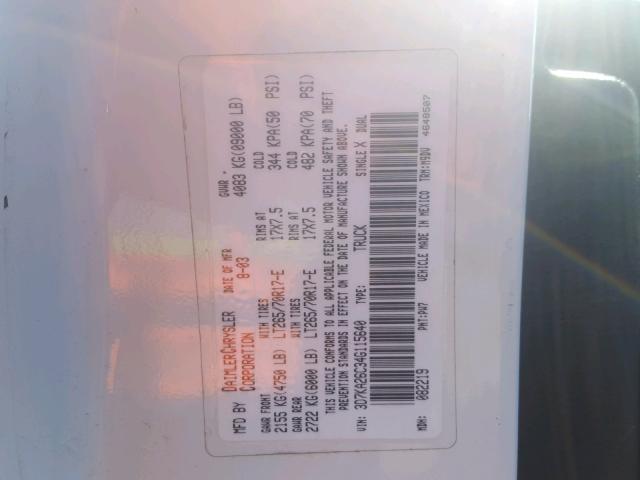 MFD BY DAIMLERCHRYSLER CORPORATION DATE OF MFR 8-03 GVWR 4083 KG(09000 LB)
GAWR FRONT WITH TIRES RIMS AT COLD
2155 KG(4750 LB) LT265/70R17-E 17X7.5 344 KPA(50 PSI)
GAWR REAR WITH TIRES RIMS AT COLD
2722 KG(6000 LB) LT265/70R17-E 17X7.5 482 KPA(70 PSI)
THIS VEHICLE CONFORMS TO ALL APPLICABLE FEDERAL MOTOR VEHICLE SAFETY AND THEFT
PREVENTION STANDARDS IN EFFECT ON THE DATE OF MANUFACTURE SHOWN ABOVE.
VIN: 3D7KA26C34G115640 TYPE: TRUCK SINGLE X DUAL
MDH: 082219 PNT:PW7 VEHICLE MADE IN MEXICO TRM:M9DV 4648507